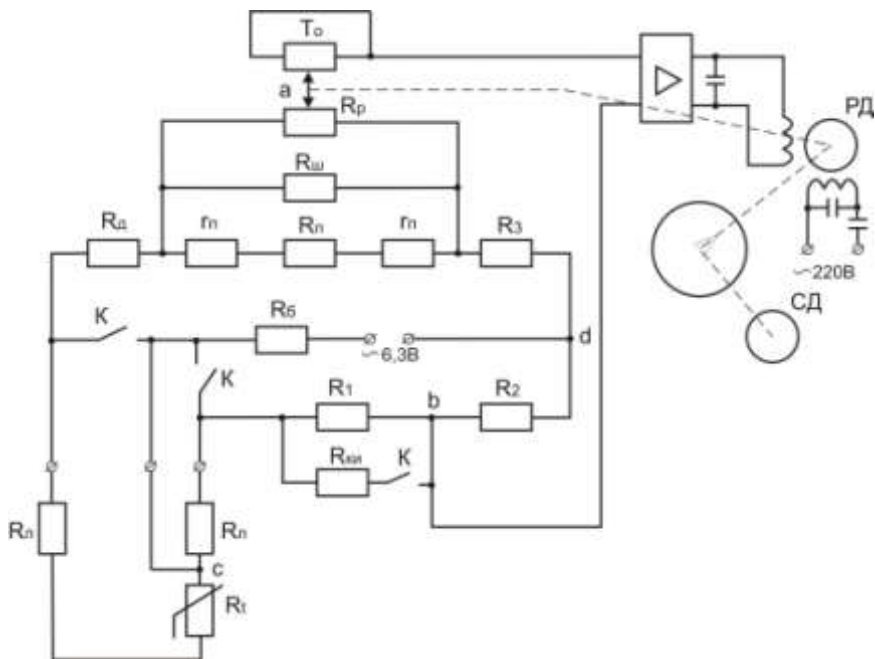 Tо
a
Rр
РД
Rш
Rд
rп
Rп
rп
R3
~220В
К
Rб
~6,3В
d
СД
К
R1
b
R2
Rки
К
Rл
Rл
c
Rt